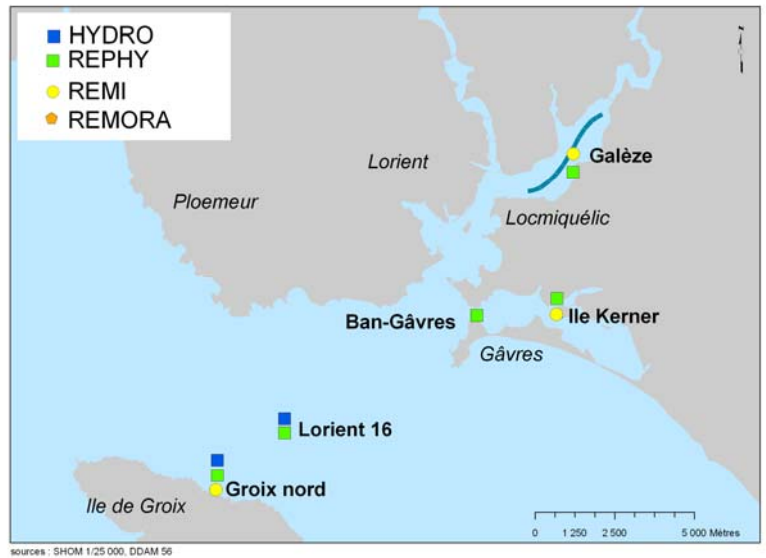 HYDRO
REPHY
REMI
REMORA
N
Lorient
Galèze
Ploemeur
Locmiquélic
Ban-Gâvres
Ile Kerner
Gâvres
Lorient 16
Groix nord
Ile de Groix
0 1 250 2 500 5 000 Mètres
sources : SHOM 1/25 000, DDAM 56